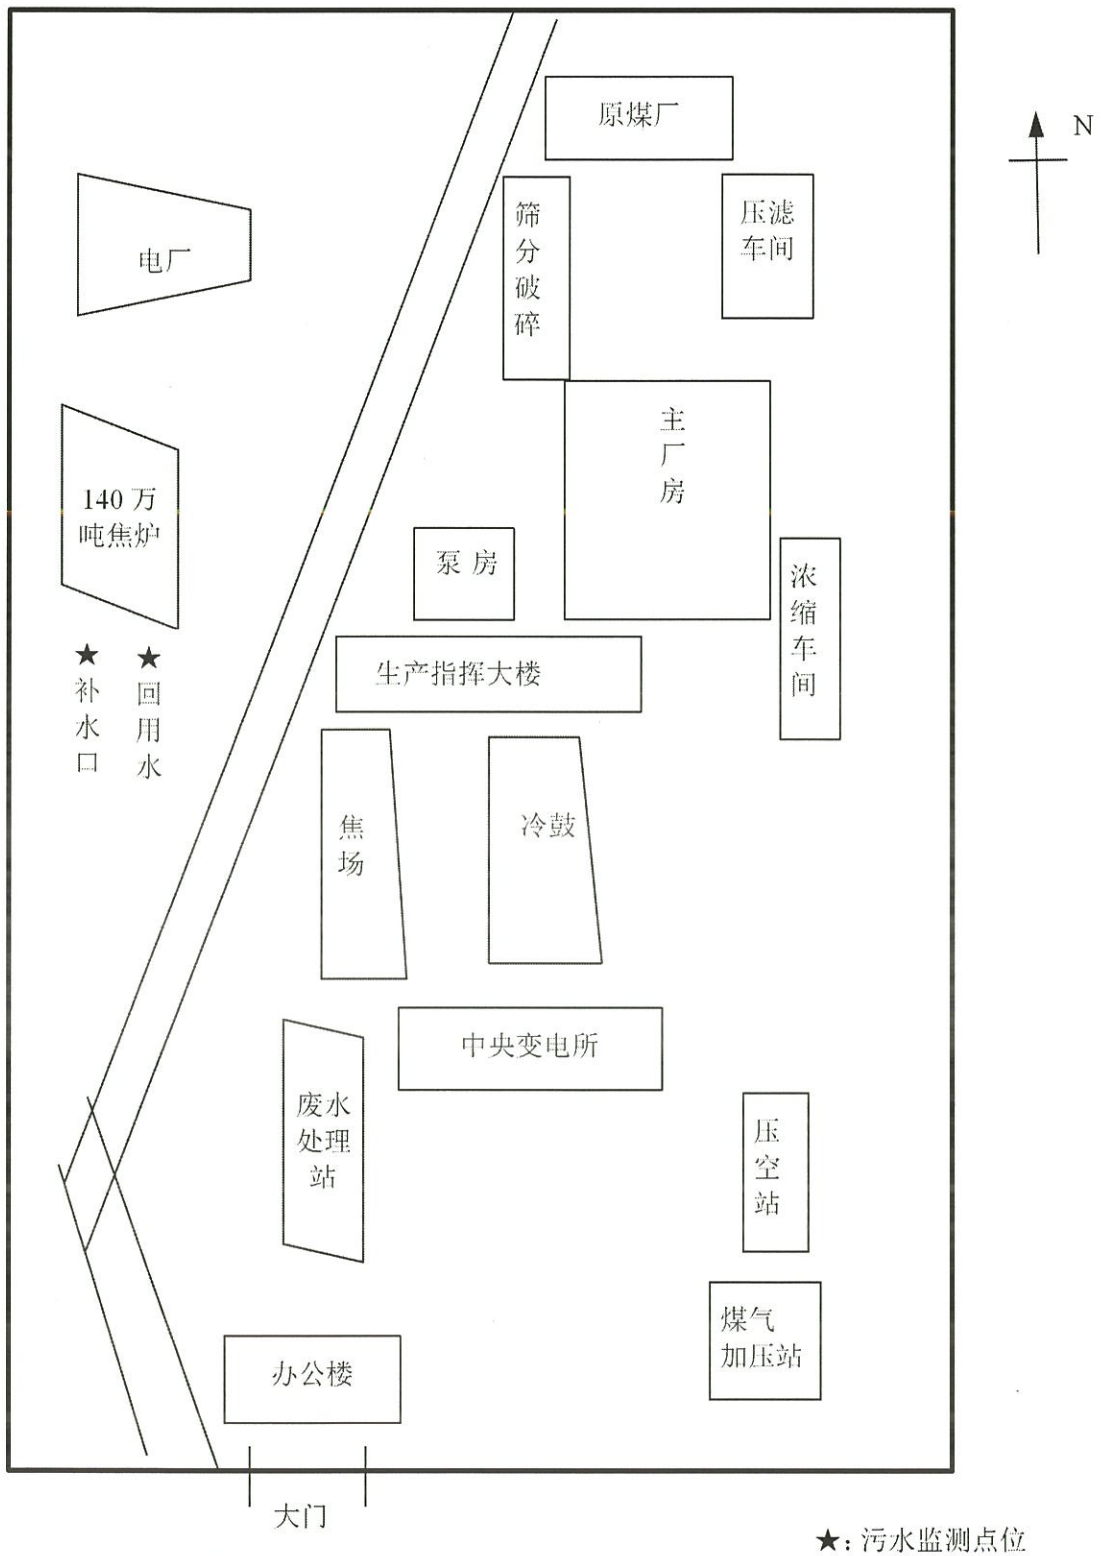 原煤厂
N
筛分破碎
压滤
车间
电厂
主厂房
140 万
吨焦炉
泵 房
浓缩车间
生产指挥大楼
★补水口
★回用水
焦场
冷鼓
中央变电所
废水
处理
站
压空站
煤气
加压站
办公楼
大门
★: 污水监测点位